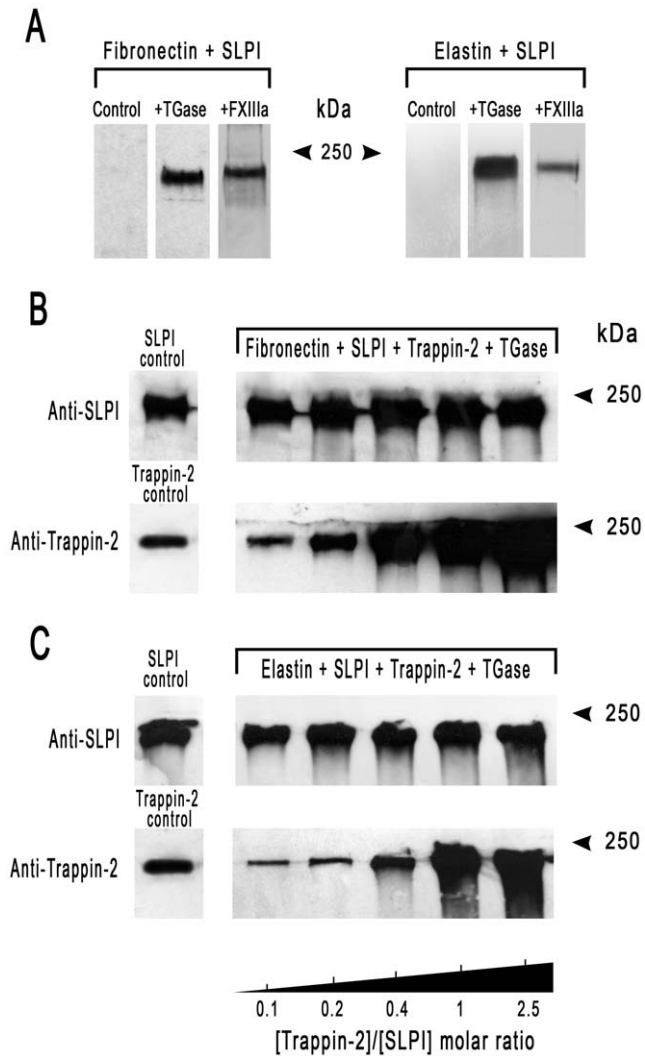 A
Fibronectin + SLPI
Elastin + SLPI
Control +TGase +FXIIIa
kDa
Control +TGase +FXIIIa
250
B
SLPI
control
Fibronectin + SLPI + Trappin-2 + TGase
kDa
Anti-SLPI
250
Trappin-2
control
Anti-Trappin-2
250
C
SLPI
control
Elastin + SLPI + Trappin-2 + TGase
Anti-SLPI
250
Trappin-2
control
Anti-Trappin-2
250
0.1 0.2 0.4 1 2.5
[Trappin-2]/[SLPI] molar ratio